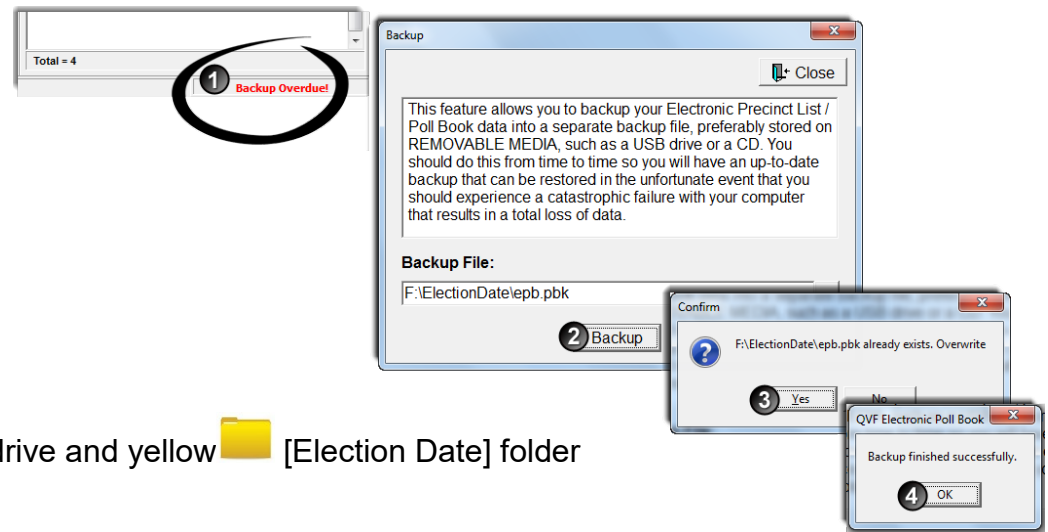 Total = 4
1
Backup Overdue!
Backup
Close
This feature allows you to backup your Electronic Precinct List /
Poll Book data into a separate backup file, preferably stored on
REMOVABLE MEDIA, such as a USB drive or a CD. You
should do this from time to time so you will have an up-to-date
backup that can be restored in the unfortunate event that you
should experience a catastrophic failure with your computer
that results in a total loss of data.
Backup File:
F:\ElectionDate\epb.pbk
2 Backup
Confirm
F:\ElectionDate\epb.pbk already exists. Overwrite
3 Yes
No
QVF Electronic Poll Book
Backup finished successfully.
4 OK
drive and yellow [Election Date] folder